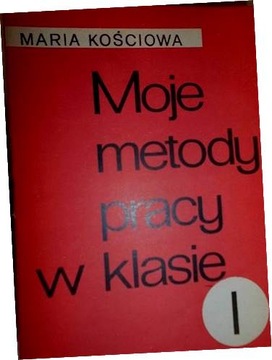 MARIA KOŚCIOWA
Moje
metody
pracy
w klasie
I